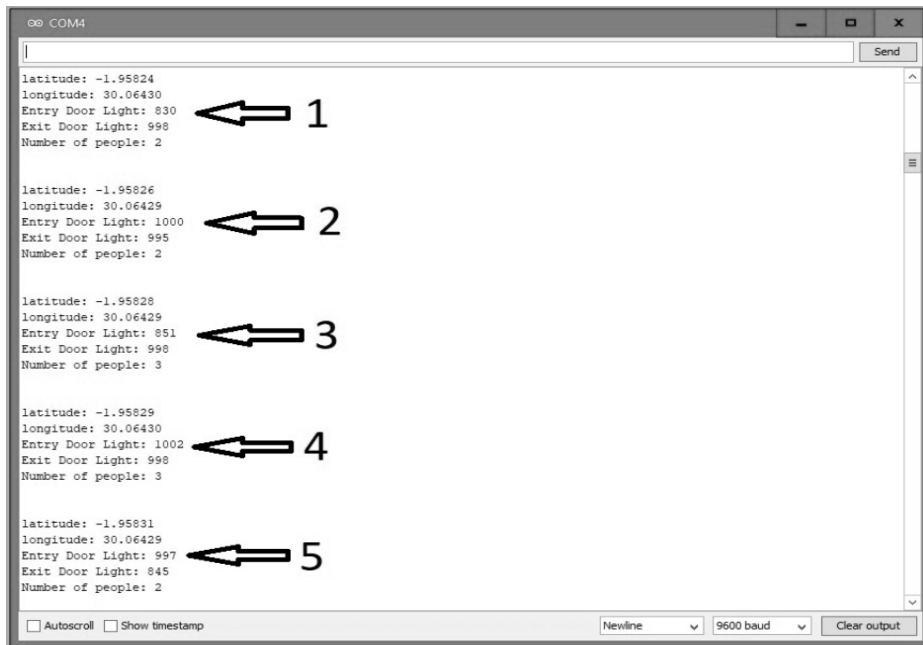 COM4
Send
latitude: -1.95824
longitude: 30.06430
Entry Door Light: 830
1
Exit Door Light: 998
Number of people: 2
latitude: -1.95826
longitude: 30.06429
Entry Door Light: 1000
2
Exit Door Light: 995
Number of people: 2
latitude: -1.95828
longitude: 30.06429
Entry Door Light: 851
3
Exit Door Light: 998
Number of people: 3
latitude: -1.95829
longitude: 30.06430
Entry Door Light: 1002
4
Exit Door Light: 998
Number of people: 3
latitude: -1.95831
longitude: 30.06429
Entry Door Light: 997
5
Exit Door Light: 845
Number of people: 2
Autoscroll Show timestamp Newline 9600 baud Clear output